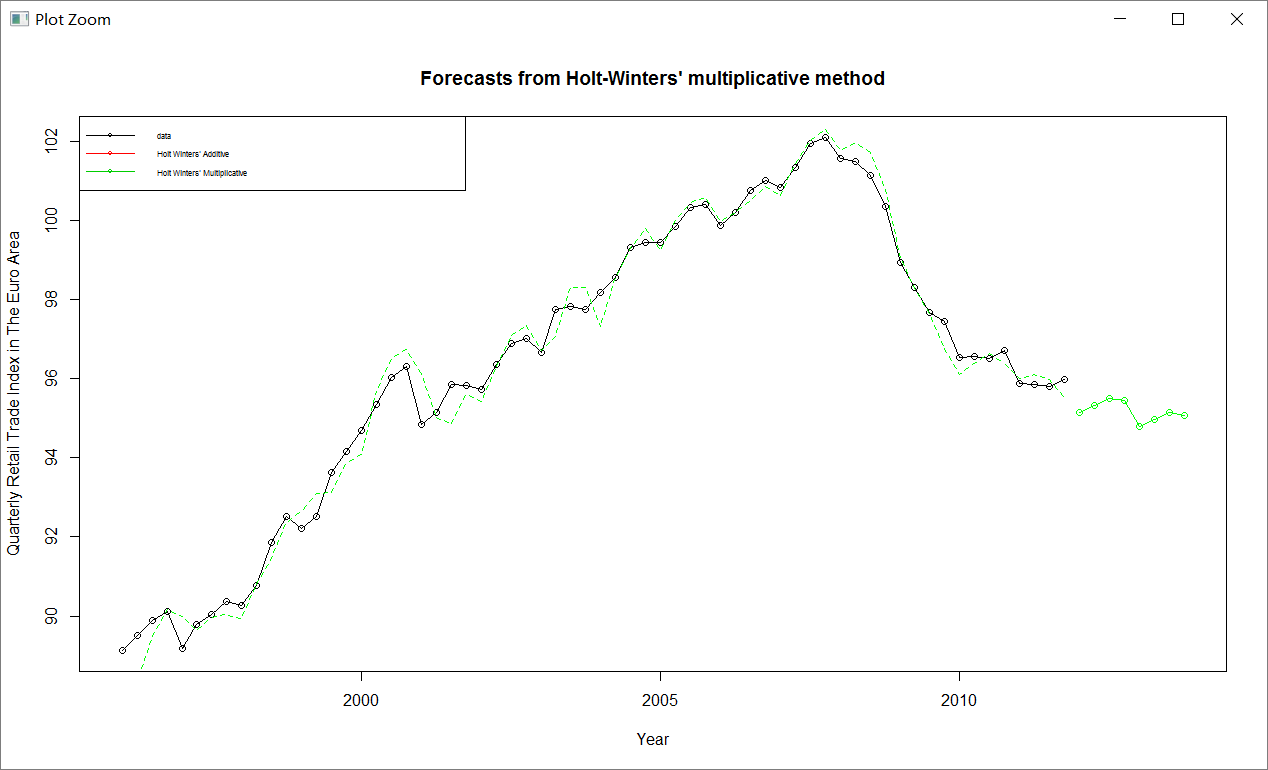 Plot Zoom
Forecasts from Holt-Winters' multiplicative method
data
Holt Winters' Additive
Holt Winters' Multiplicative
Quarterly Retail Trade Index in The Euro Area
102
100
98
96
94
92
90
2000 2005 2010
Year